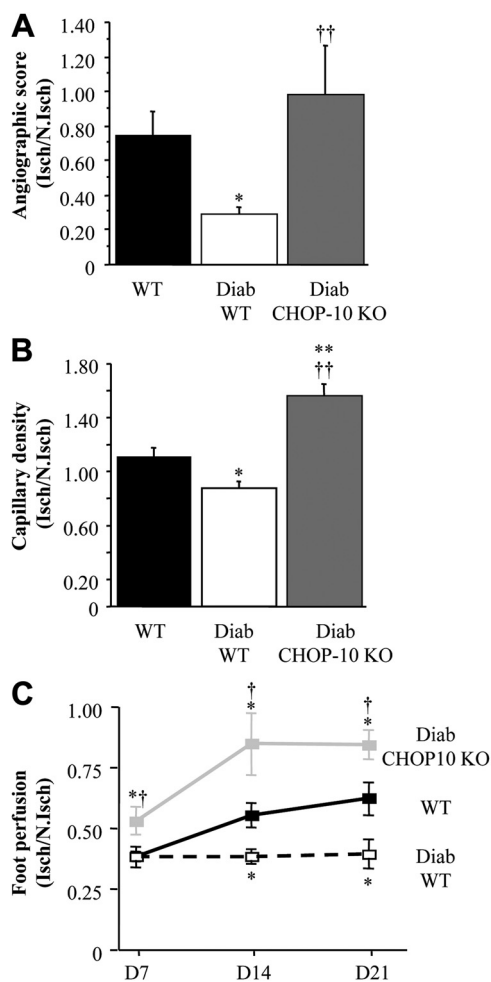 A
Angiographic score
(Isch/N.Isch)
1.40
1.20
1.00
0.80
0.60
0.40
0.20
0
*
††
WT
Diab
WT
Diab
CHOP-10 KO
B
Capillary density
(Isch/N.Isch)
1.80
1.40
1.00
0.60
0.20
0
*
**
††
WT
Diab
WT
Diab
CHOP-10 KO
C
Foot perfusion
(Isch/N.Isch)
1.00
0.75
0.50
0.25
0
*†
†
*
†
*
*
*
Diab
CHOP10 KO
WT
Diab
WT
D7
D14
D21